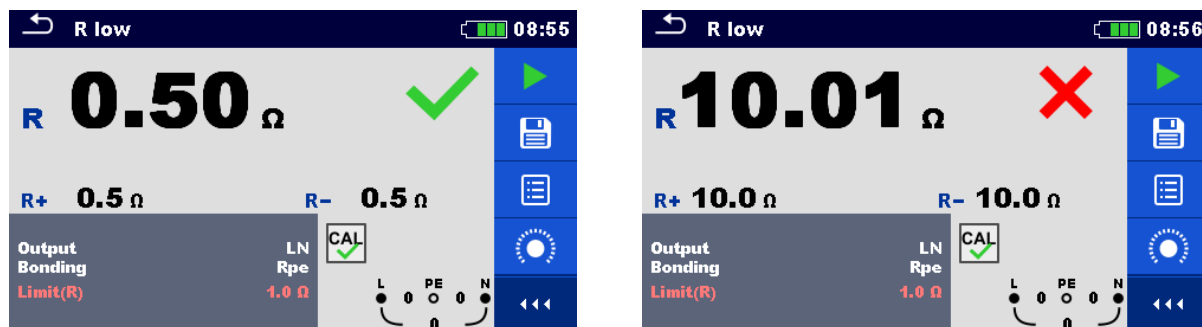 R low 08:55
R 0.50 Ω
R+ 0.5 Ω R- 0.5 Ω
Output LN
Bonding Rpe
Limit(R) 1.0 Ω
CAL
L PE N
0 0
0
R low 08:56
R 10.01 Ω
R+ 10.0 Ω R- 10.0 Ω
Output LN
Bonding Rpe
Limit(R) 1.0 Ω
CAL
L PE N
0 0
0